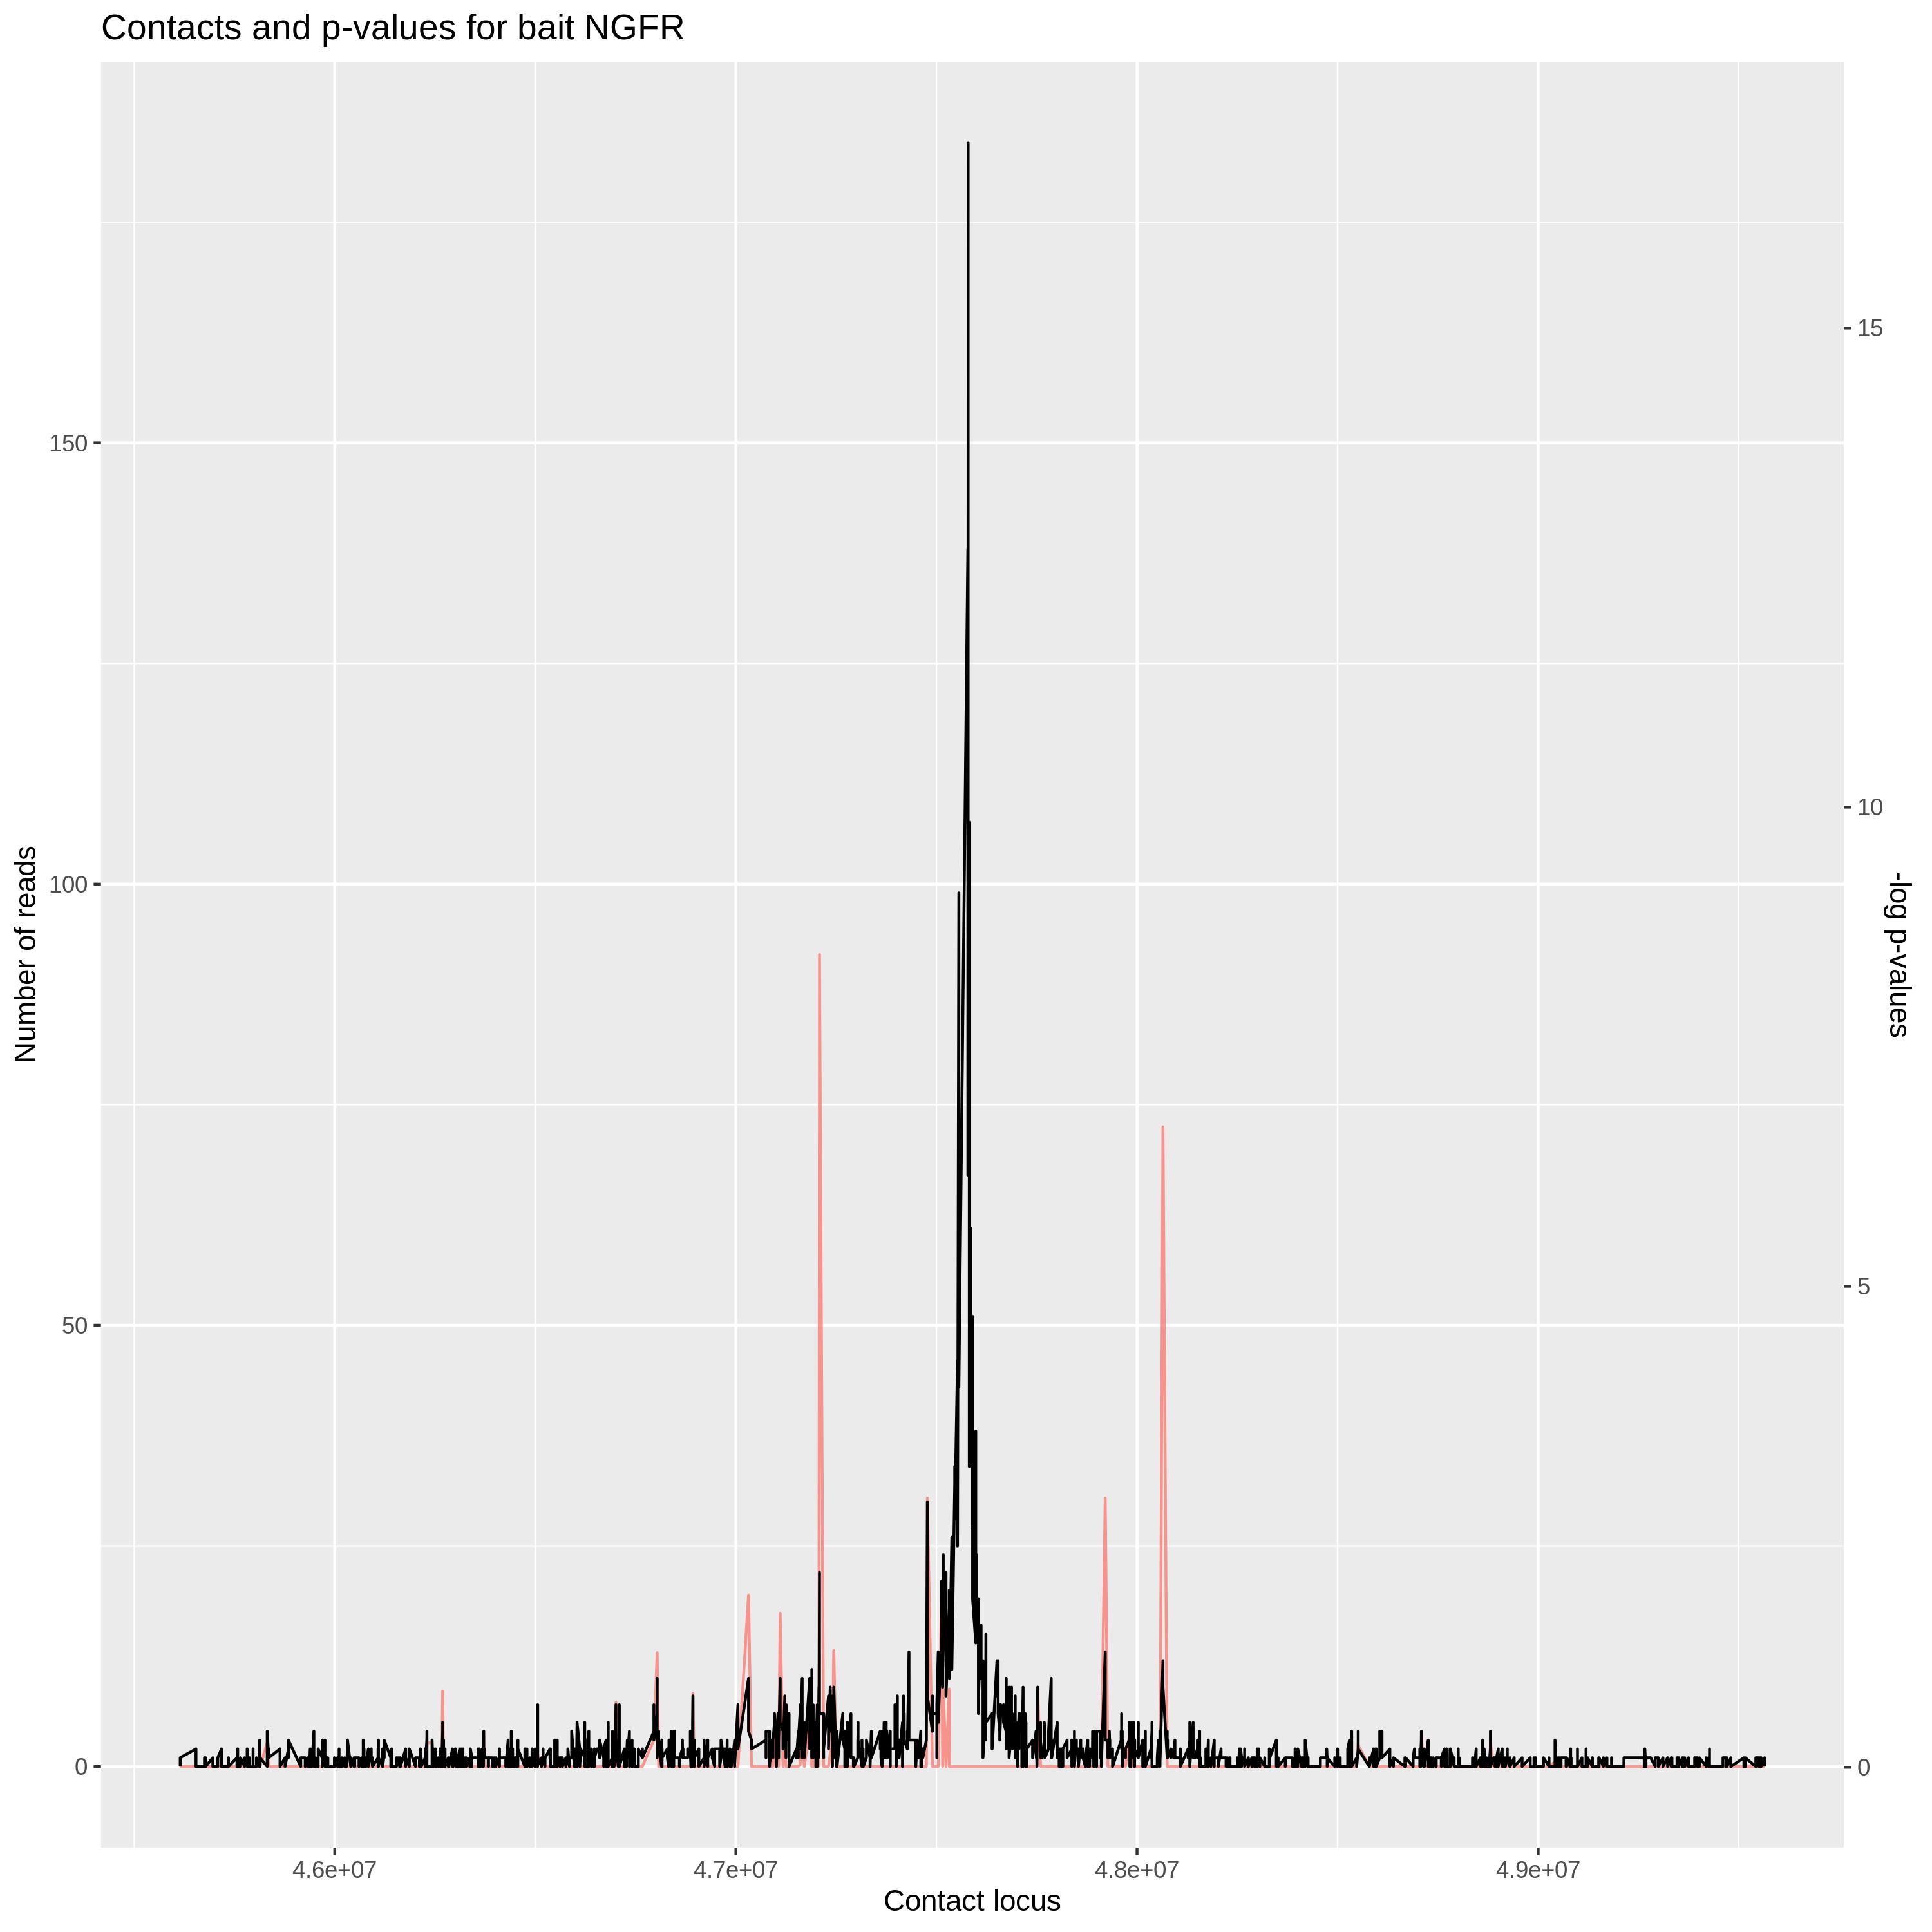 Contacts and p-values for bait NGFR
Number of reads
150
100
50
0
15
10
5
0
-log p-values
4.6e+07
4.7e+07
4.8e+07
4.9e+07
Contact locus